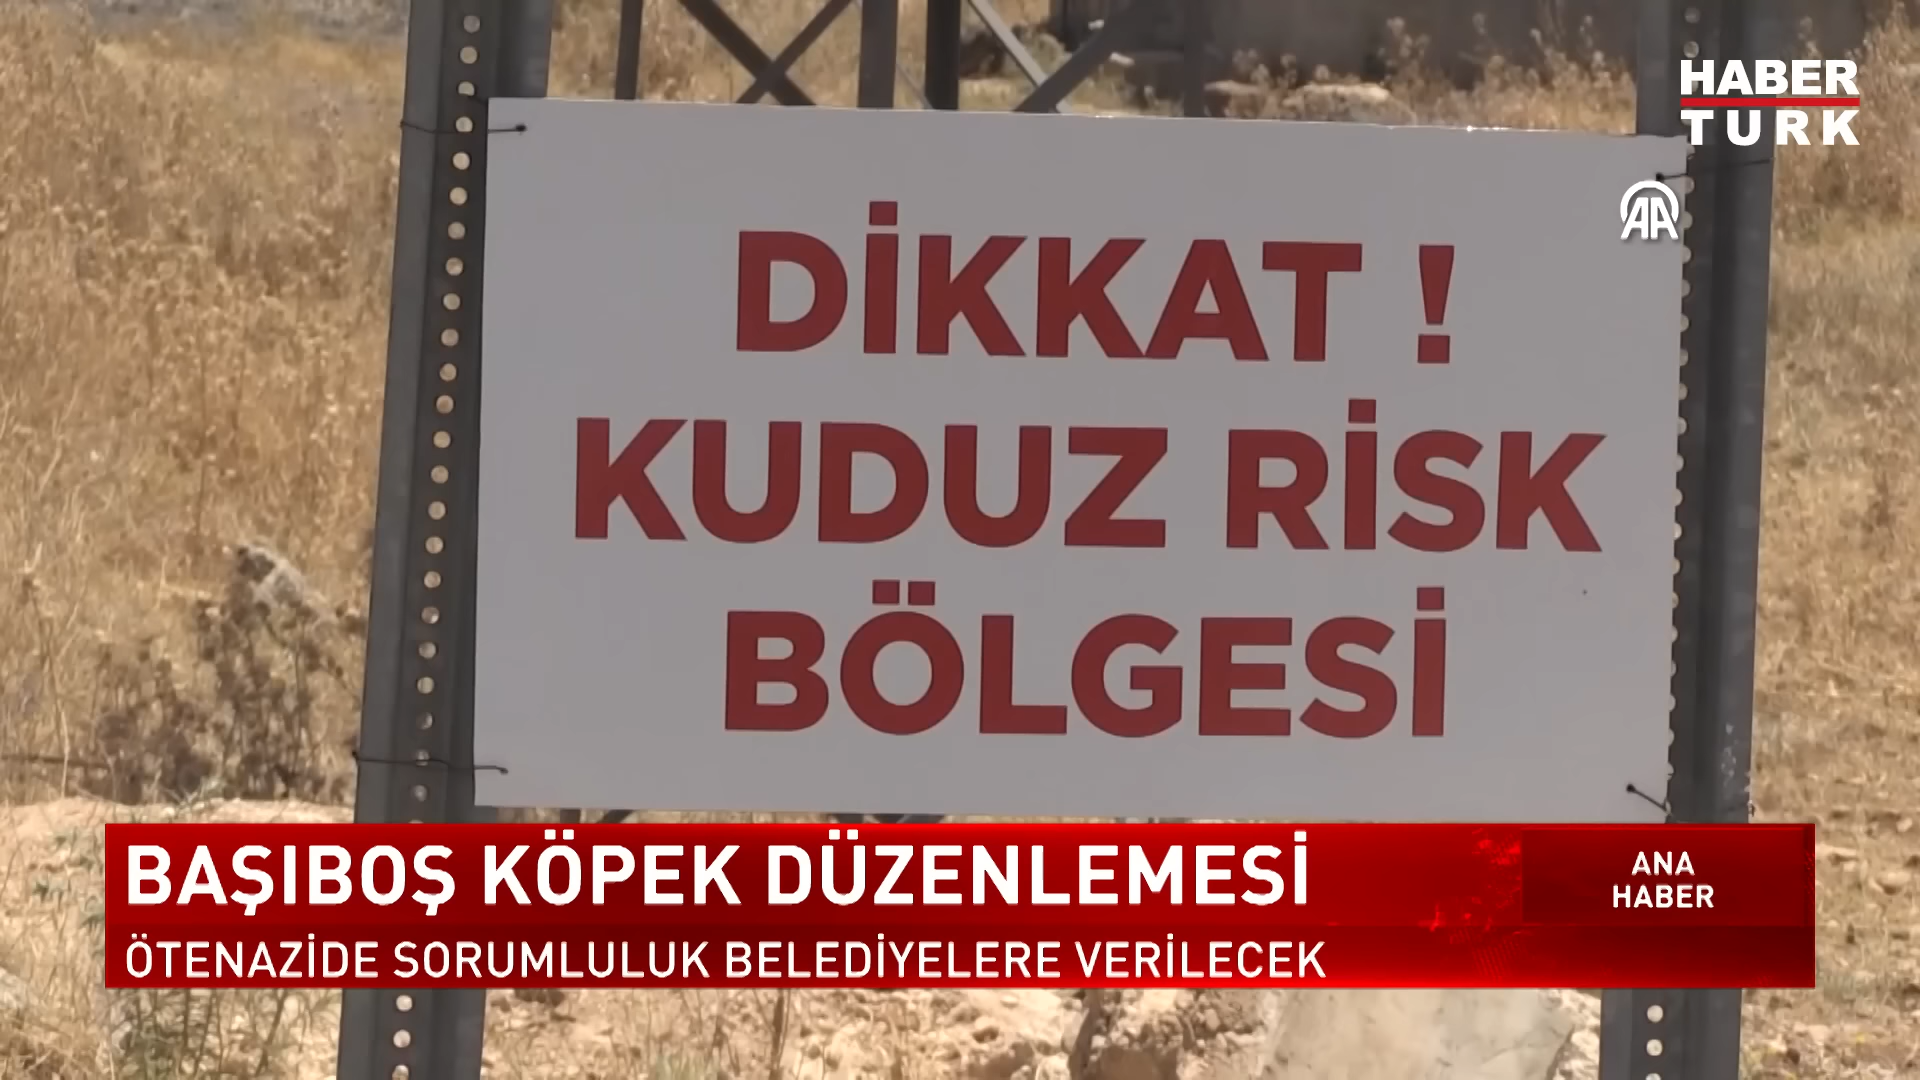 HABER
TURK
AA
DİKKAT !
KUDUZ RİSK
BÖLGESİ
BAŞIBOŞ KÖPEK DÜZENLEMESİ
ANA
HABER
ÖTENAZİDE SORUMLULUK BELEDİYELERE VERİLECEK